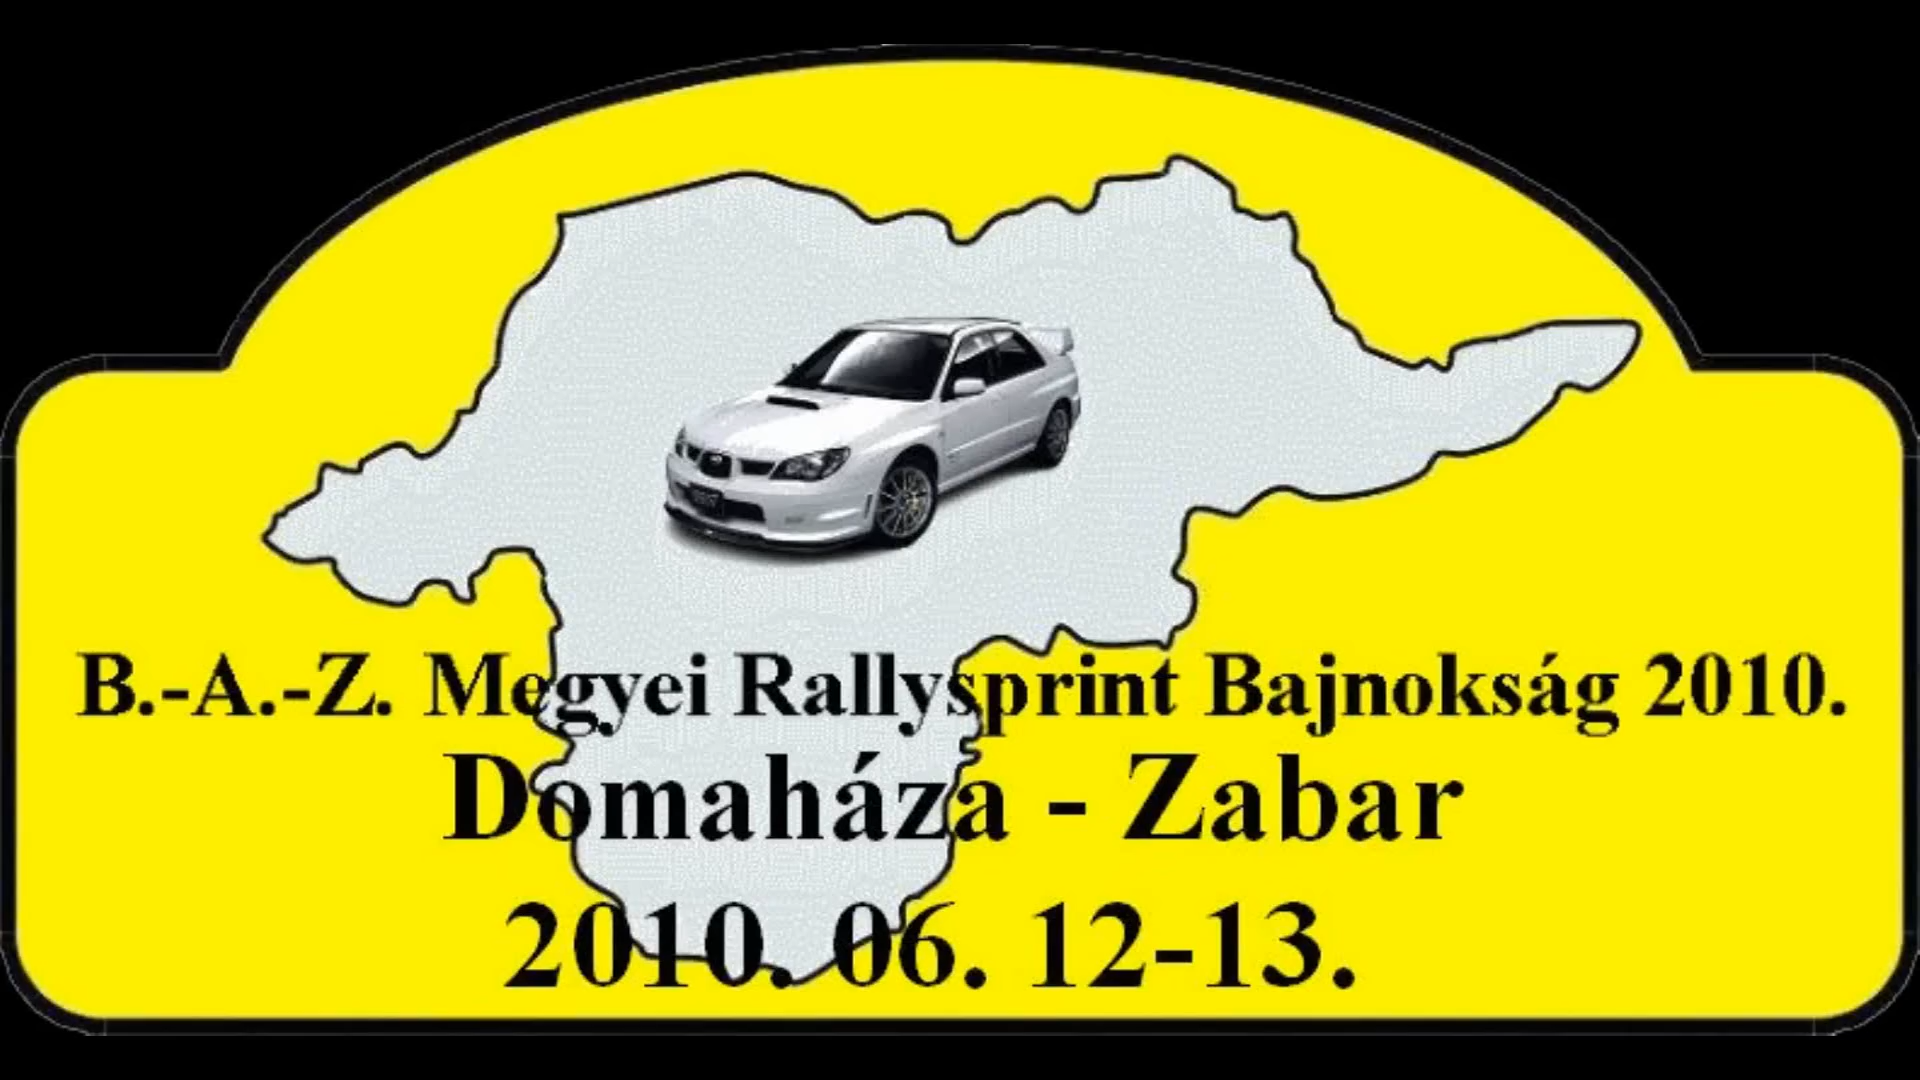 B.-A.-Z. Megyei Rallysprint Bajnokság 2010.
Domaháza - Zabar
2010. 06. 12-13.